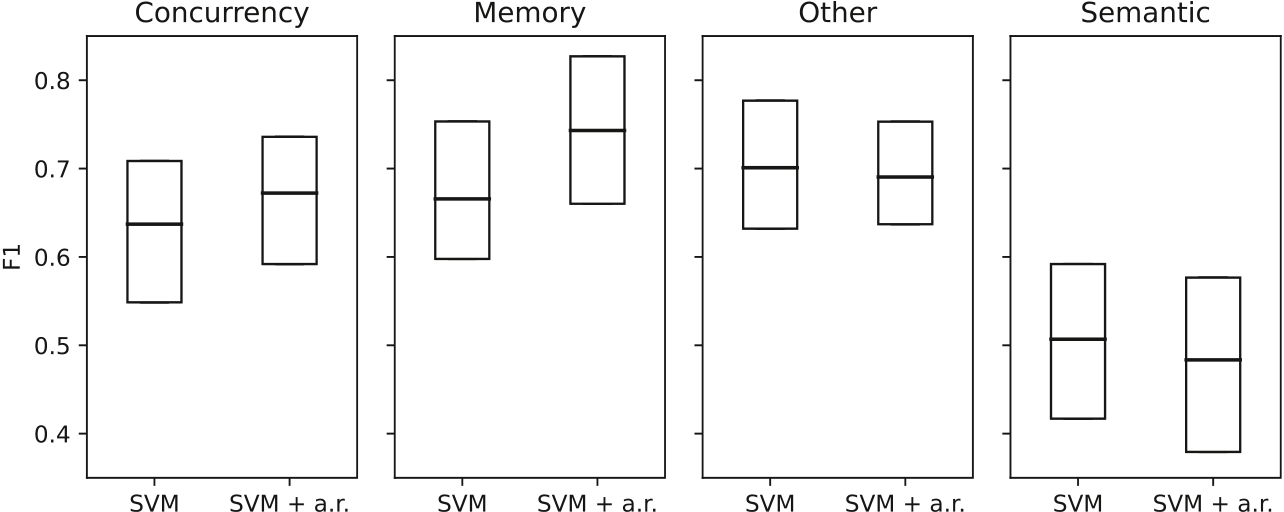 Concurrency
Memory
Other
Semantic
F1
0.8
0.7
0.6
0.5
0.4
SVM
SVM + a.r.
SVM
SVM + a.r.
SVM
SVM + a.r.
SVM
SVM + a.r.